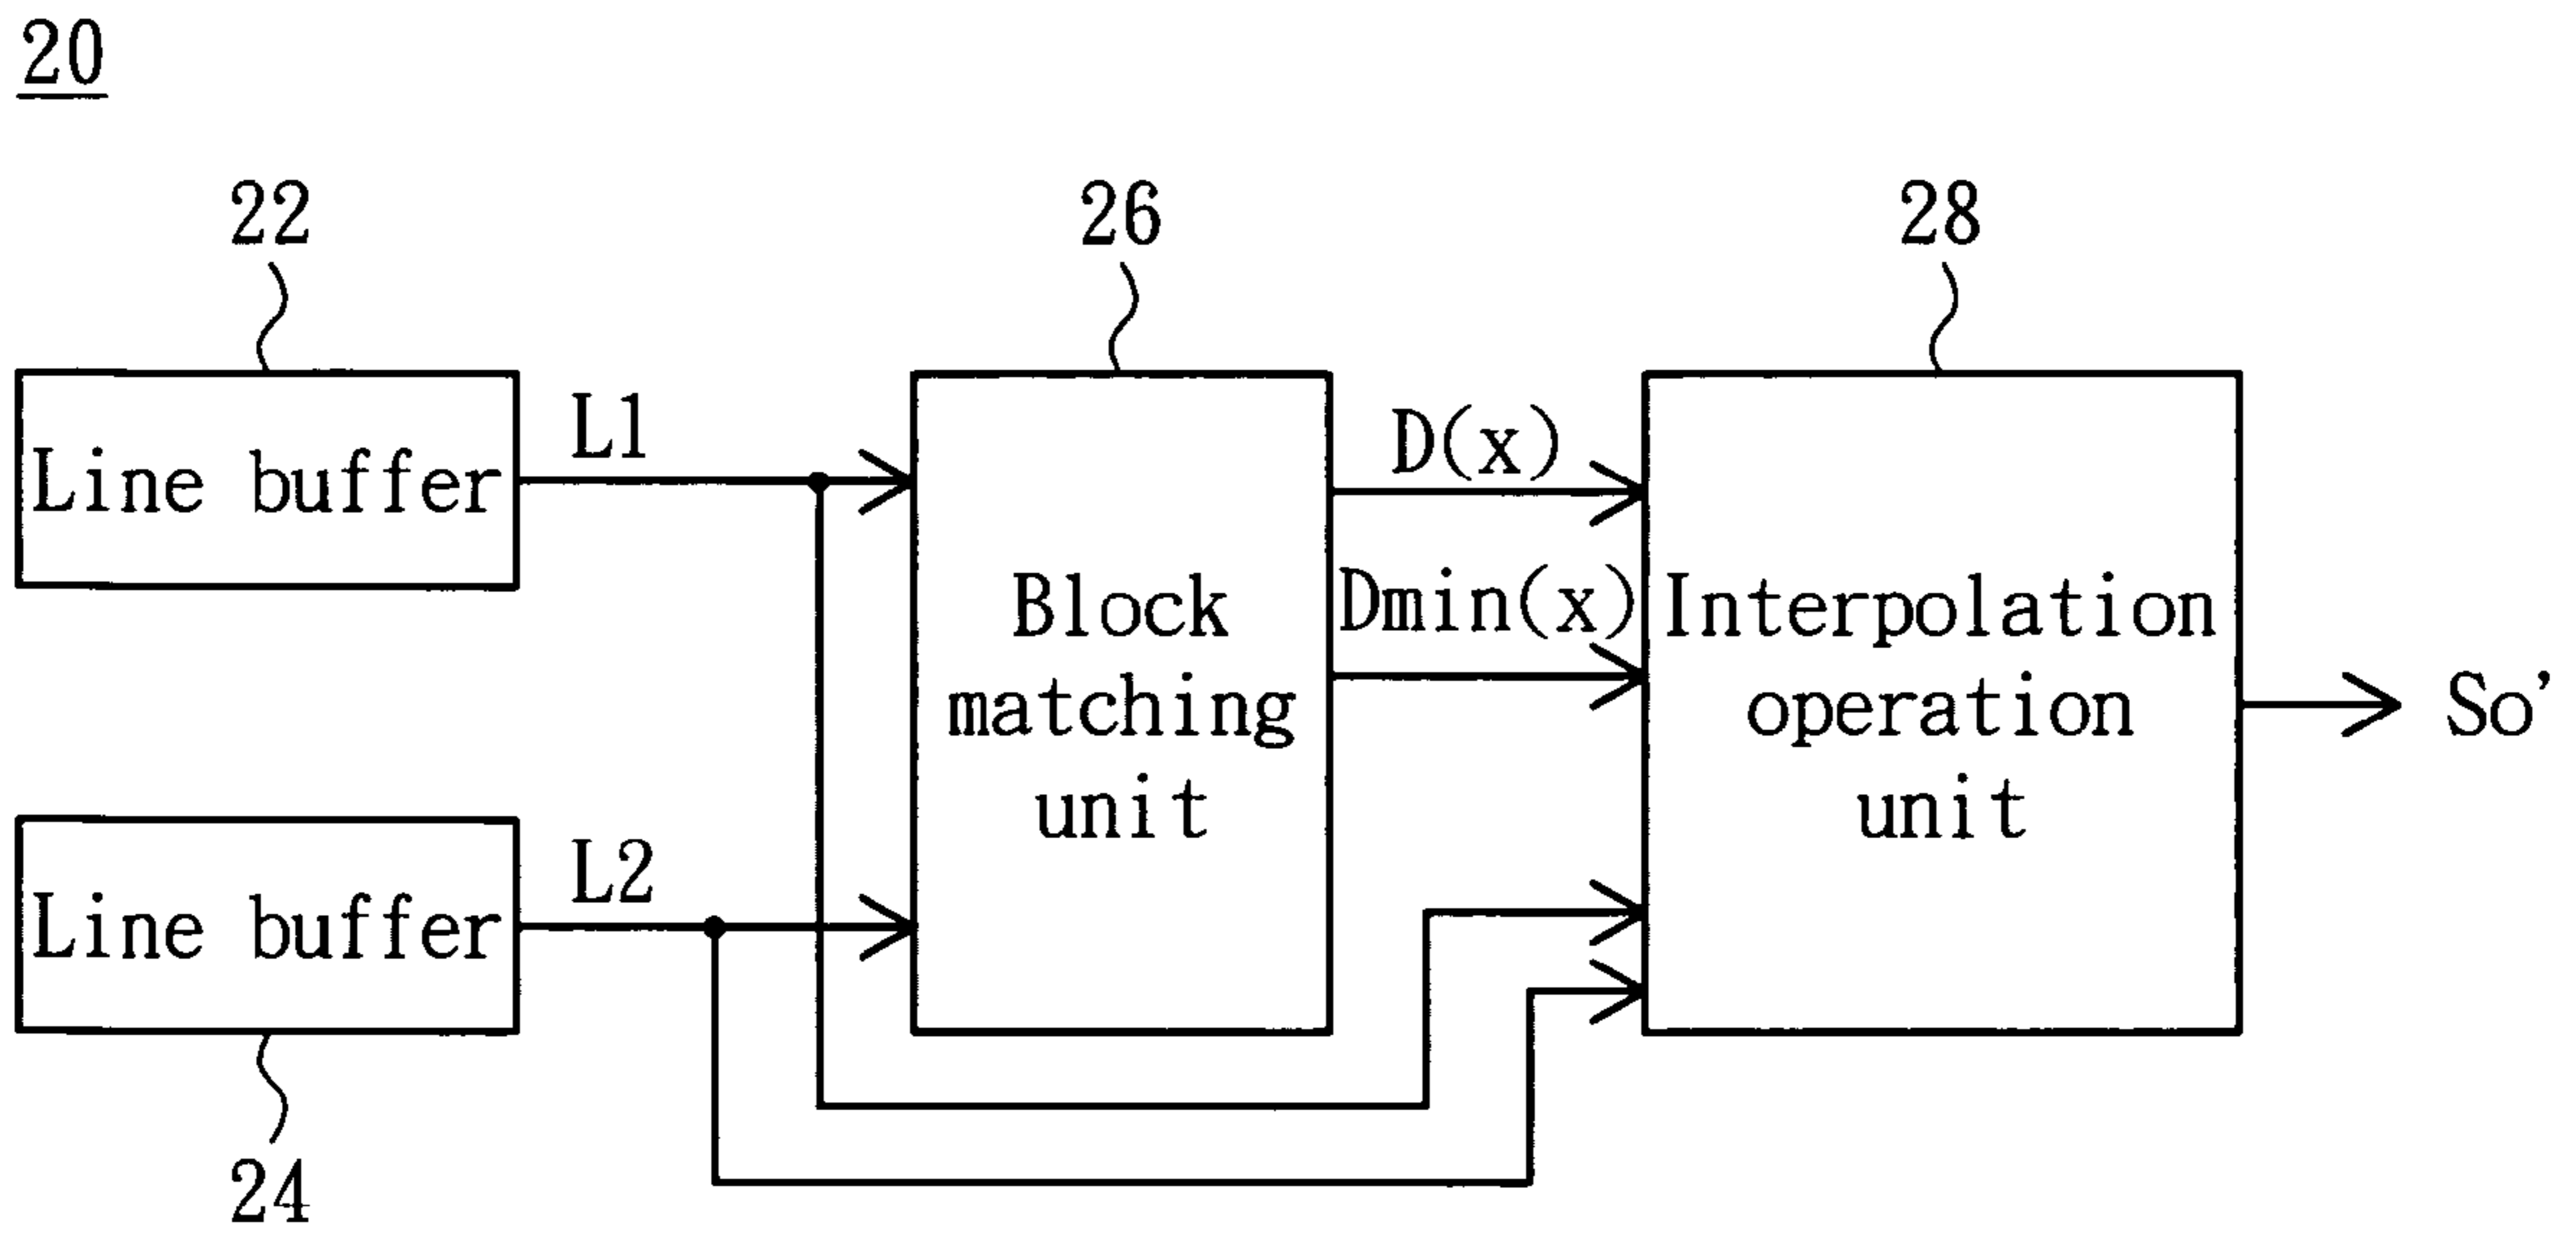 20
22
26
28
L1
D(x)
Line buffer
Dmin(x)
Block
matching
unit
Interpolation
operation
unit
So'
L2
Line buffer
24